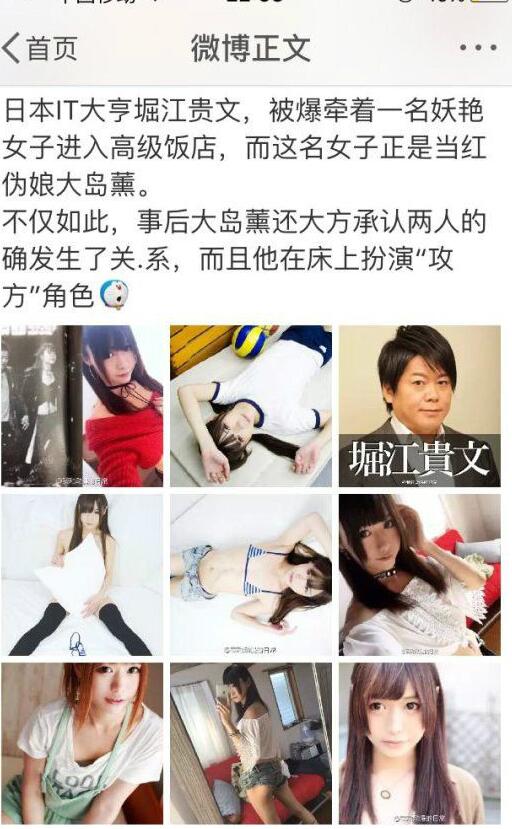 首页
微博正文
日本IT大亨堀江贵文，被爆牵着一名妖艳
女子进入高级饭店，而这名女子正是当红
伪娘大岛薰。
不仅如此，事后大岛薰还大方承认两人的
确发生了关.系，而且他在床上扮演“攻
方”角色
堀江貴文